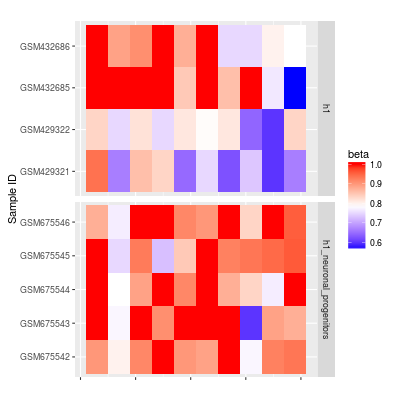 GSM432686
GSM432685
GSM429322
GSM429321
h1
GSM675546
GSM675545
GSM675544
GSM675543
GSM675542
h1_neuronal_progenitors
Sample ID
beta
1.0
0.9
0.8
0.7
0.6